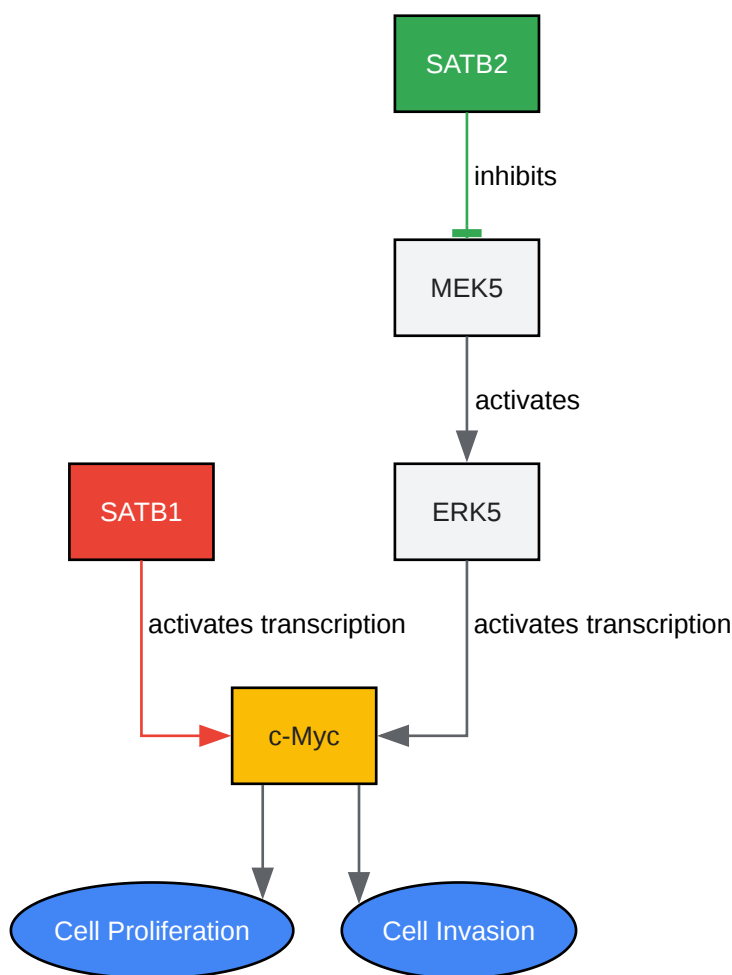 SATB2
inhibits
MEK5
activates
SATB1
ERK5
activates transcription
activates transcription
c-Myc
Cell Proliferation
Cell Invasion